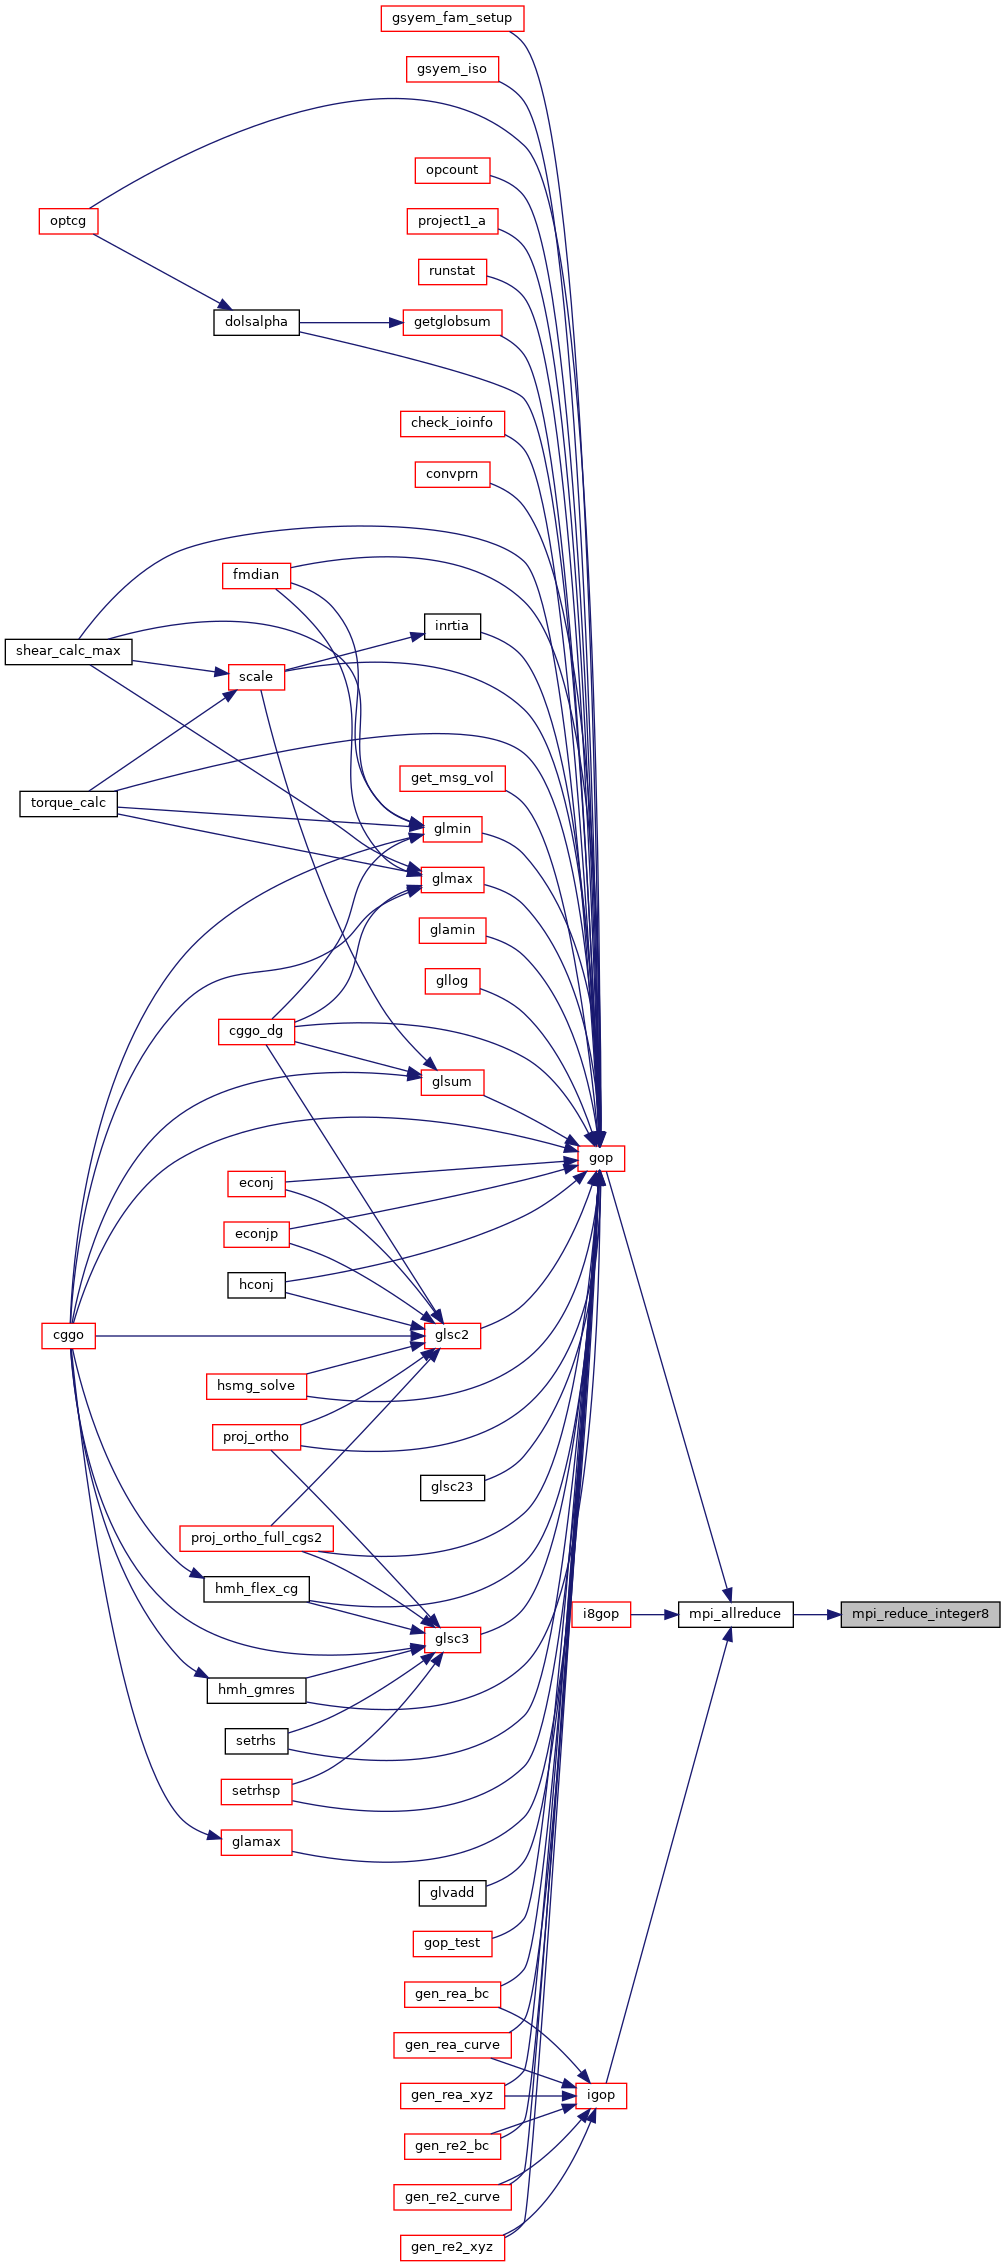 gsyem_fam_setup
gsyem_iso
opcount
optcg
project1_a
runstat
dolsalpha
getglobsum
check_ioinfo
convprn
fmdian
inrtia
shear_calc_max
scale
get_msg_vol
torque_calc
glmin
glmax
glamin
gllog
cggo_dg
glsum
gop
econj
econjp
hconj
cggo
glsc2
hsmg_solve
proj_ortho
glsc23
proj_ortho_full_cgs2
hmh_flex_cg
i8gop
mpi_allreduce
mpi_reduce_integer8
glsc3
hmh_gmres
setrhs
setrhsp
glamax
glvadd
gop_test
gen_rea_bc
gen_rea_curve
gen_rea_xyz
igop
gen_re2_bc
gen_re2_curve
gen_re2_xyz